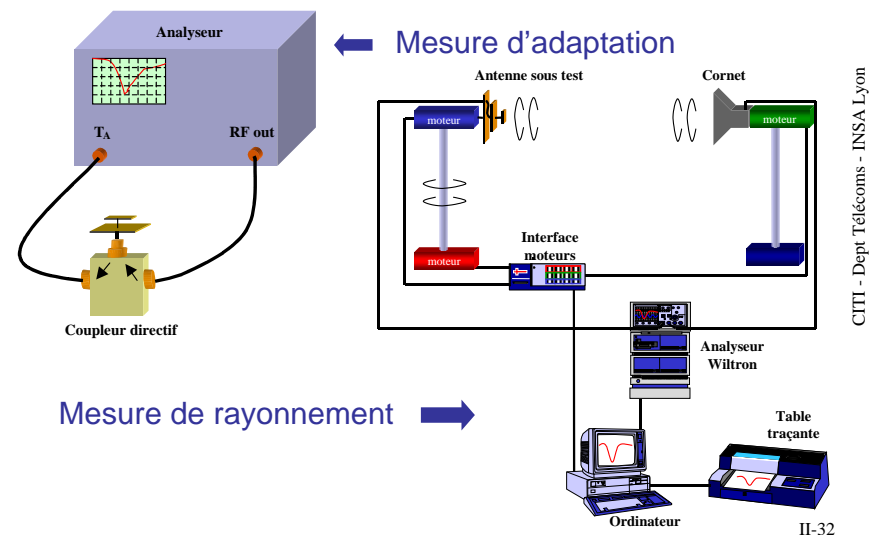 Analyseur
Mesure d'adaptation
Antenne sous test
Cornet
moteur
moteur
T_A
RF out
Interface
moteurs
moteur
Coupleur directif
Analyseur
Wiltron
Mesure de rayonnement
Table
traçante
Ordinateur
CITI - Dept Télécoms - INSA Lyon
II-32